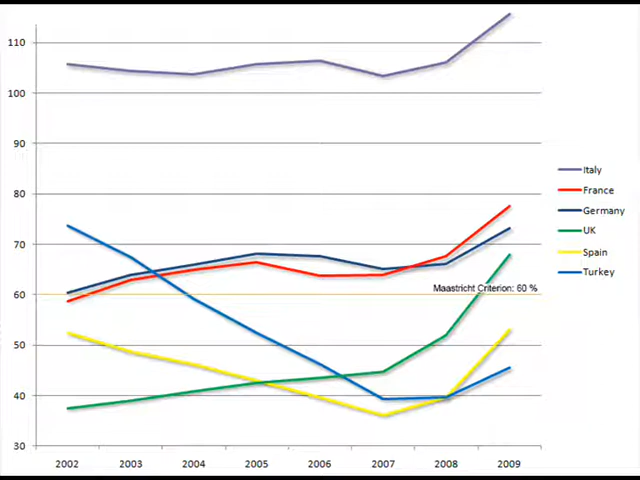 110
100
90
80
70
60
50
40
30
Italy
France
Germany
UK
Spain
Turkey
Maastricht Criterion: 60 %
2002 2003 2004 2005 2006 2007 2008 2009